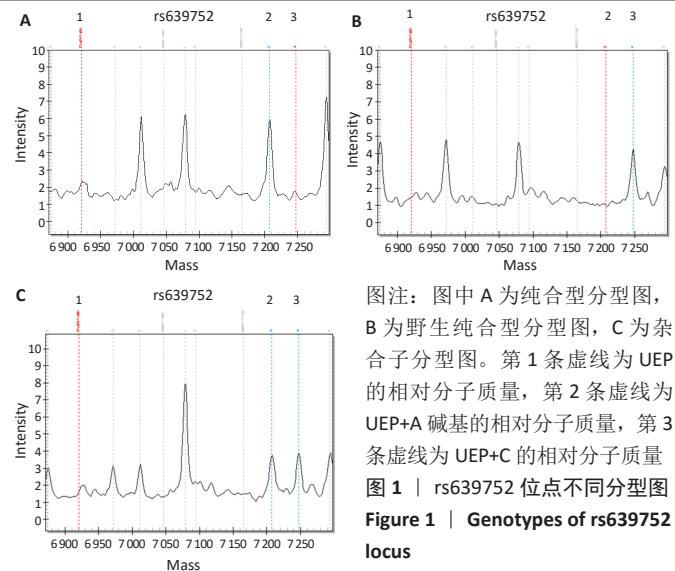 A
1 rs639752 2 3
10
9
8
7
6
5
4
3
2
1
0
Intensity
6 900 6 950 7 000 7 050 7 100 7 150 7 200 7 250
Mass
B
1 rs639752 2 3
10
9
8
7
6
5
4
3
2
1
0
Intensity
6 900 6 950 7 000 7 050 7 100 7 150 7 200 7 250
Mass
C
1 rs639752 2 3
10
9
8
7
6
5
4
3
2
1
0
Intensity
6 900 6 950 7 000 7 050 7 100 7 150 7 200 7 250
Mass
图注：图中 A 为纯合型分型图，
B 为野生纯合型分型图，C 为杂
合子分型图。第 1 条虚线为 UEP
的相对分子质量，第 2 条虚线为
UEP+A 碱基的相对分子质量，第 3
条虚线为 UEP+C 的相对分子质量
图 1 ｜ rs639752 位点不同分型图
Figure 1 ｜ Genotypes of rs639752
locus